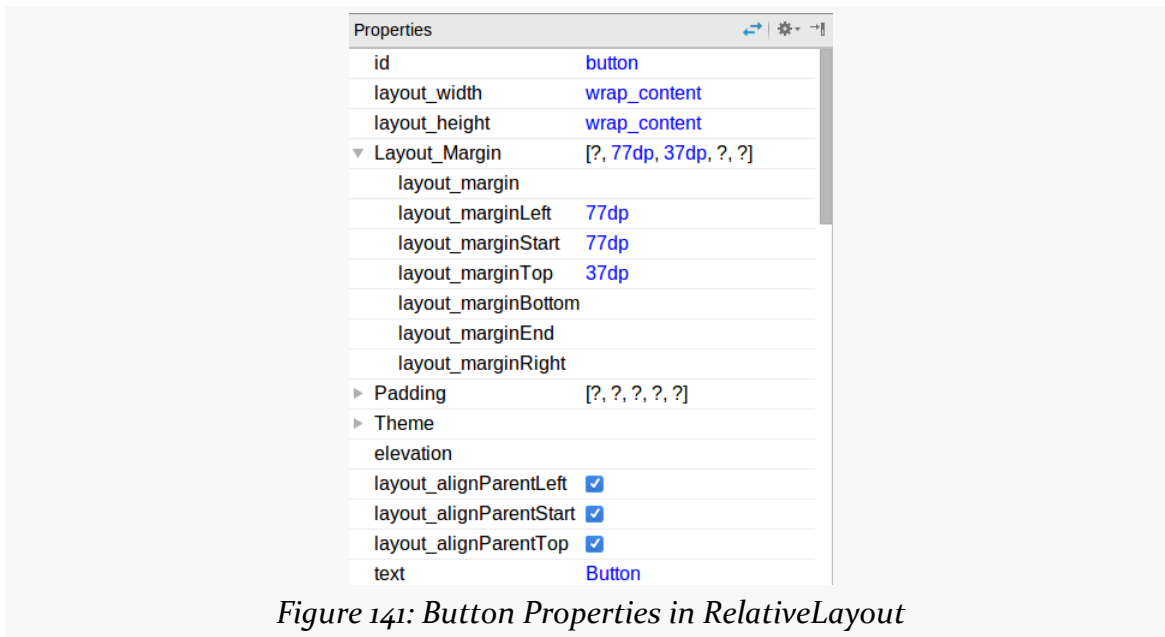 Properties
id button
layout_width wrap_content
layout_height wrap_content
Layout_Margin [?, 77dp, 37dp, ?, ?]
layout_margin
layout_marginLeft 77dp
layout_marginStart 77dp
layout_marginTop 37dp
layout_marginBottom
layout_marginEnd
layout_marginRight
Padding [?, ?, ?, ?, ?]
Theme
elevation
layout_alignParentLeft
layout_alignParentStart
layout_alignParentTop
text Button
Figure 141: Button Properties in RelativeLayout